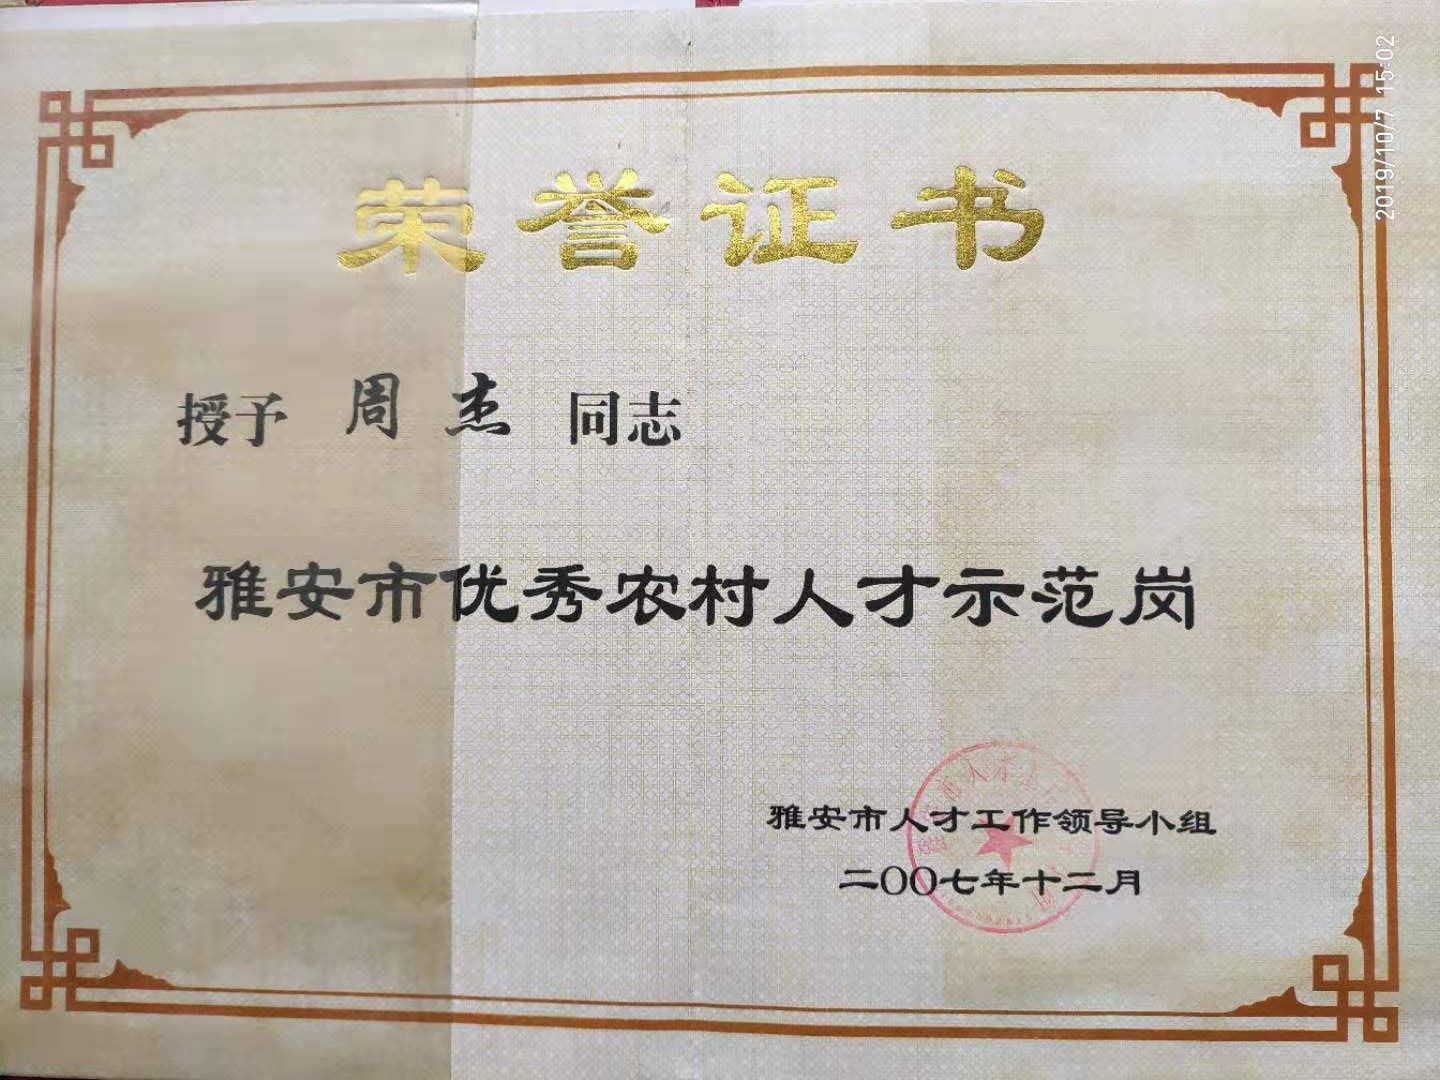 荣誉证书
授予 周杰 同志
雅安市优秀农村人才示范岗
雅安市人才工作领导小组
二〇〇七年十二月
2019/10/7 15:02